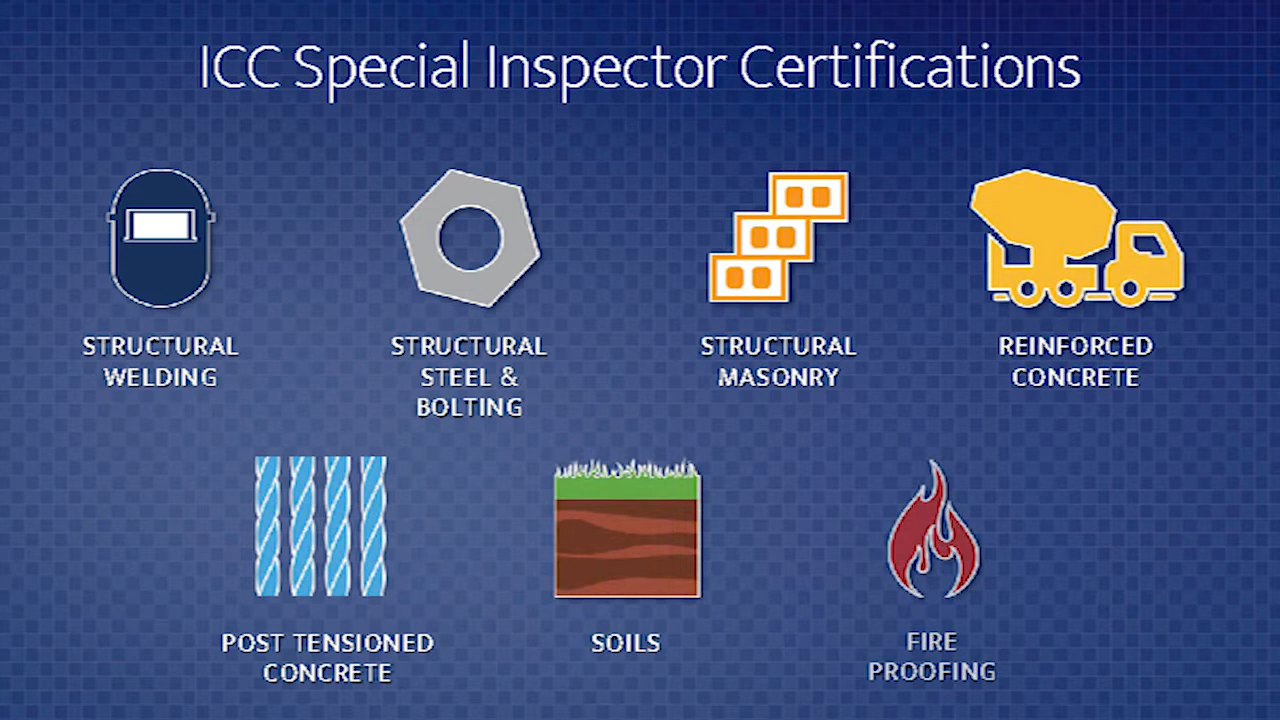 ICC Special Inspector Certifications
STRUCTURAL
WELDING
STRUCTURAL
STEEL &
BOLTING
STRUCTURAL
MASONRY
REINFORCED
CONCRETE
POST TENSIONED
CONCRETE
SOILS
FIRE
PROOFING